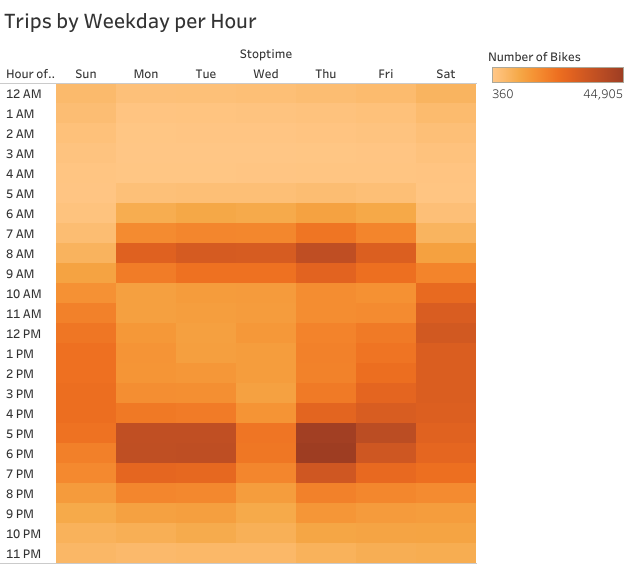 Trips by Weekday per Hour
Stoptime
Number of Bikes
Hour of.. Sun Mon Tue Wed Thu Fri Sat
360 44,905
12 AM
1 AM
2 AM
3 AM
4 AM
5 AM
6 AM
7 AM
8 AM
9 AM
10 AM
11 AM
12 PM
1 PM
2 PM
3 PM
4 PM
5 PM
6 PM
7 PM
8 PM
9 PM
10 PM
11 PM